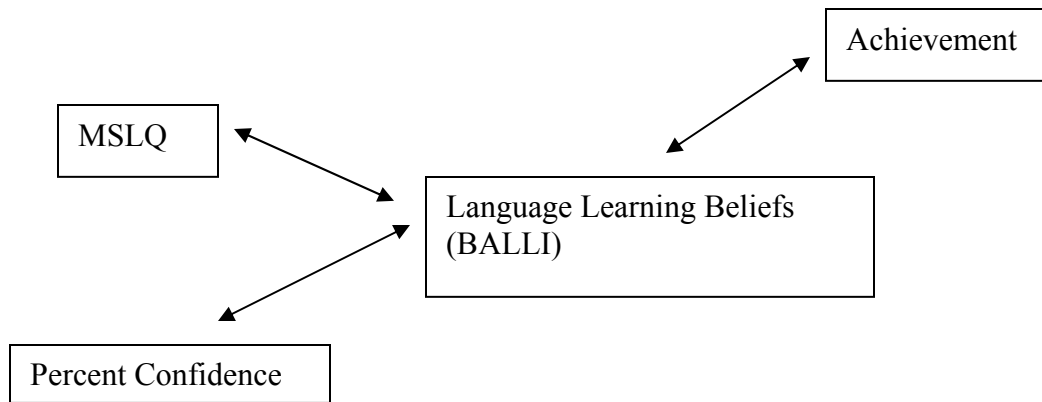 Achievement
MSLQ
Language Learning Beliefs
(BALLI)
Percent Confidence